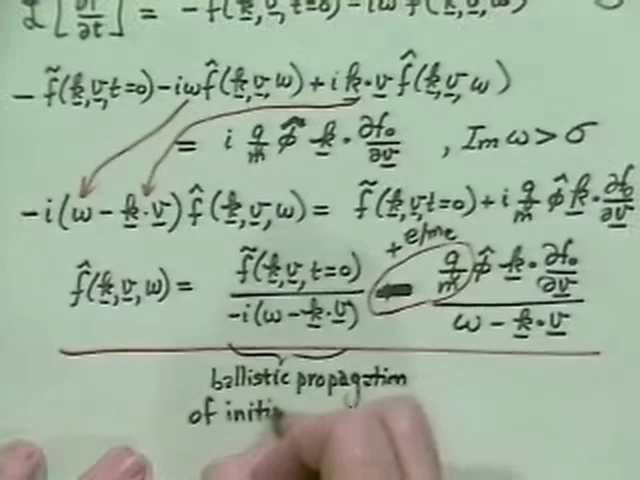 ℒ[∂f/∂t] = -f̃(k̲,v̲,t=0) - iω f̂(k̲,v̲,ω)
- f̃(k̲,v̲,t=0) - iω f̂(k̲,v̲,ω) + i k̲·v̲ f̂(k̲,v̲,ω)
= i q/m φ̂ k̲·∂f₀/∂v̲ , Im ω > σ
-i(ω - k̲·v̲) f̂(k̲,v̲,ω) = f̃(k̲,v̲,t=0) + i q/m φ̂ k̲·∂f₀/∂v̲
+e/me
f̂(k̲,v̲,ω) = f̃(k̲,v̲,t=0) / -i(ω - k̲·v̲) - q/m φ̂ k̲·∂f₀/∂v̲ / ω - k̲·v̲
ballistic propagation
of initi